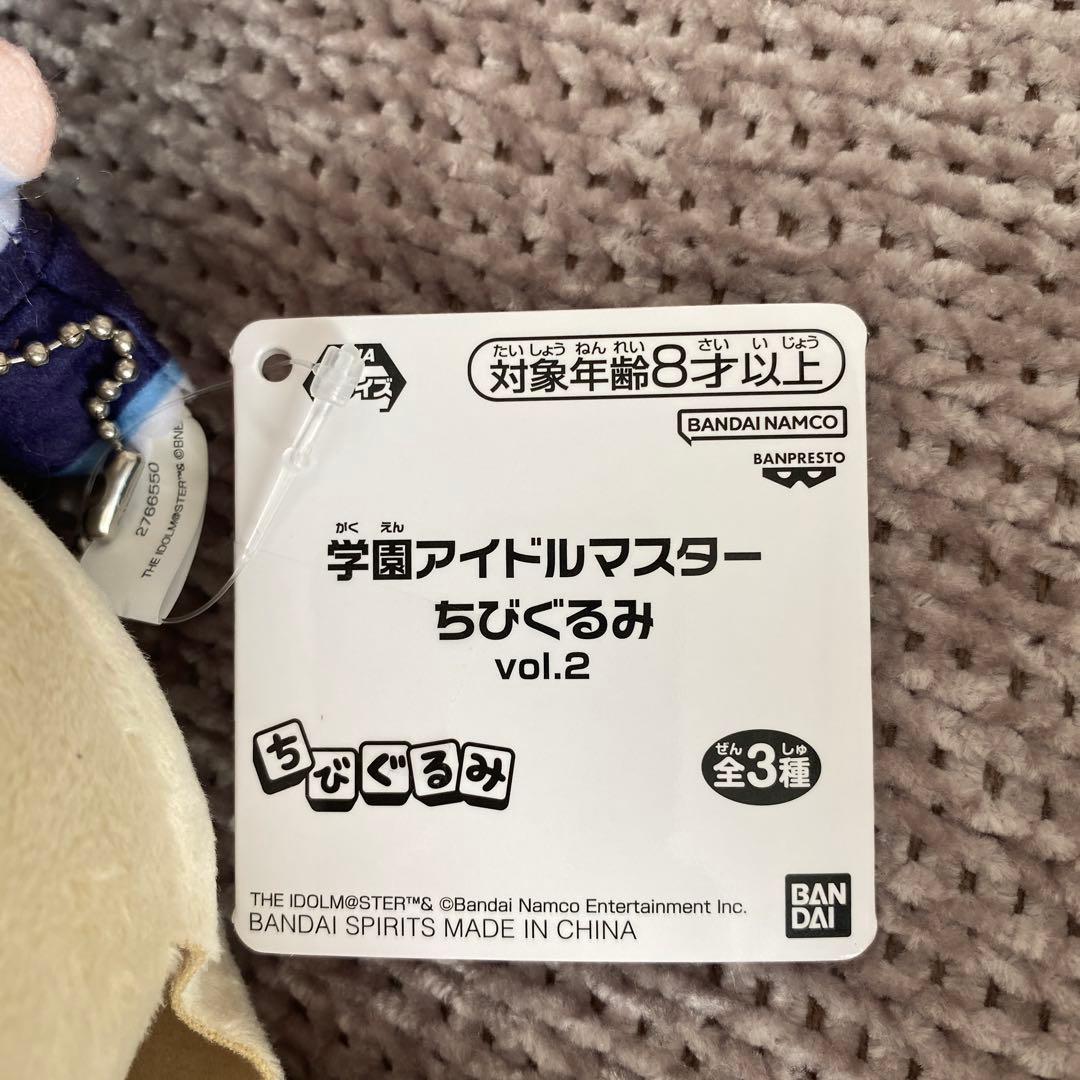 たいしょう ねん れい さい い じょう
対象年齢8才以上
BANDAI NAMCO
BANPRESTO
がく えん
学園アイドルマスター
ちびぐるみ
vol.2
ちびぐるみ
ぜん しゅ
全3種
THE IDOLM@STER™& ©Bandai Namco Entertainment Inc.
BANDAI SPIRITS MADE IN CHINA
BAN
DAI
2766550
THE IDOLM@STER™& ©BNE